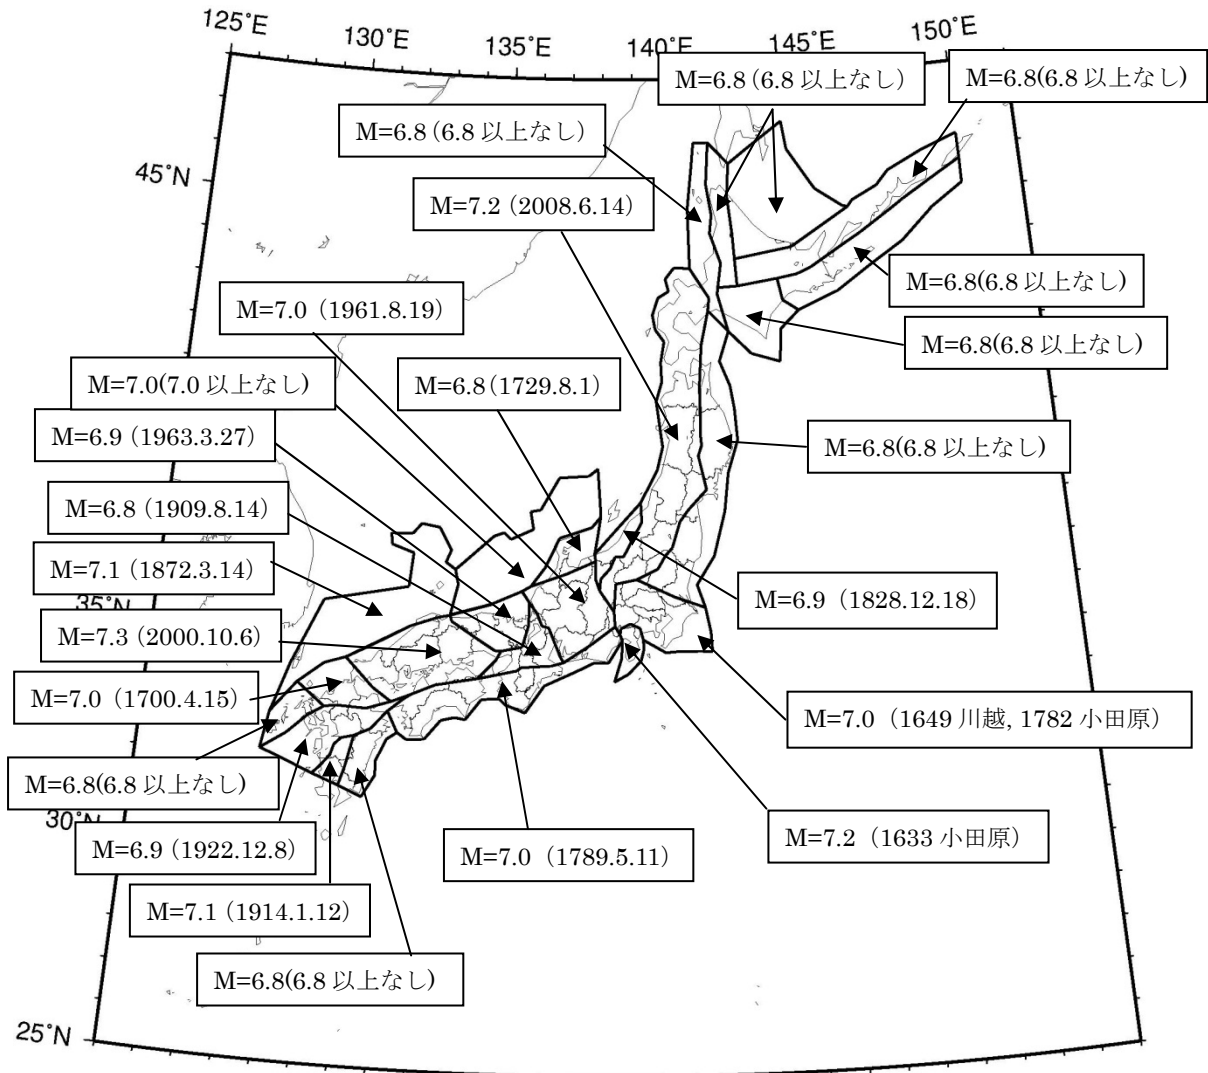 125°E
130°E
135°E
140°E
145°E
150°E
M=6.8 (6.8 以上なし)
M=6.8(6.8 以上なし)
M=6.8 (6.8 以上なし)
45°N
M=7.2 (2008.6.14)
M=6.8(6.8 以上なし)
M=7.0 (1961.8.19)
M=6.8(6.8 以上なし)
M=7.0(7.0 以上なし)
M=6.8 (1729.8.1)
M=6.9 (1963.3.27)
M=6.8(6.8 以上なし)
M=6.8 (1909.8.14)
M=7.1 (1872.3.14)
M=6.9 (1828.12.18)
35°N
M=7.3 (2000.10.6)
M=7.0 (1700.4.15)
M=7.0 (1649 川越, 1782 小田原)
M=6.8(6.8 以上なし)
30°N
M=7.2 (1633 小田原)
M=6.9 (1922.12.8)
M=7.0 (1789.5.11)
M=7.1 (1914.1.12)
M=6.8(6.8 以上なし)
25°N